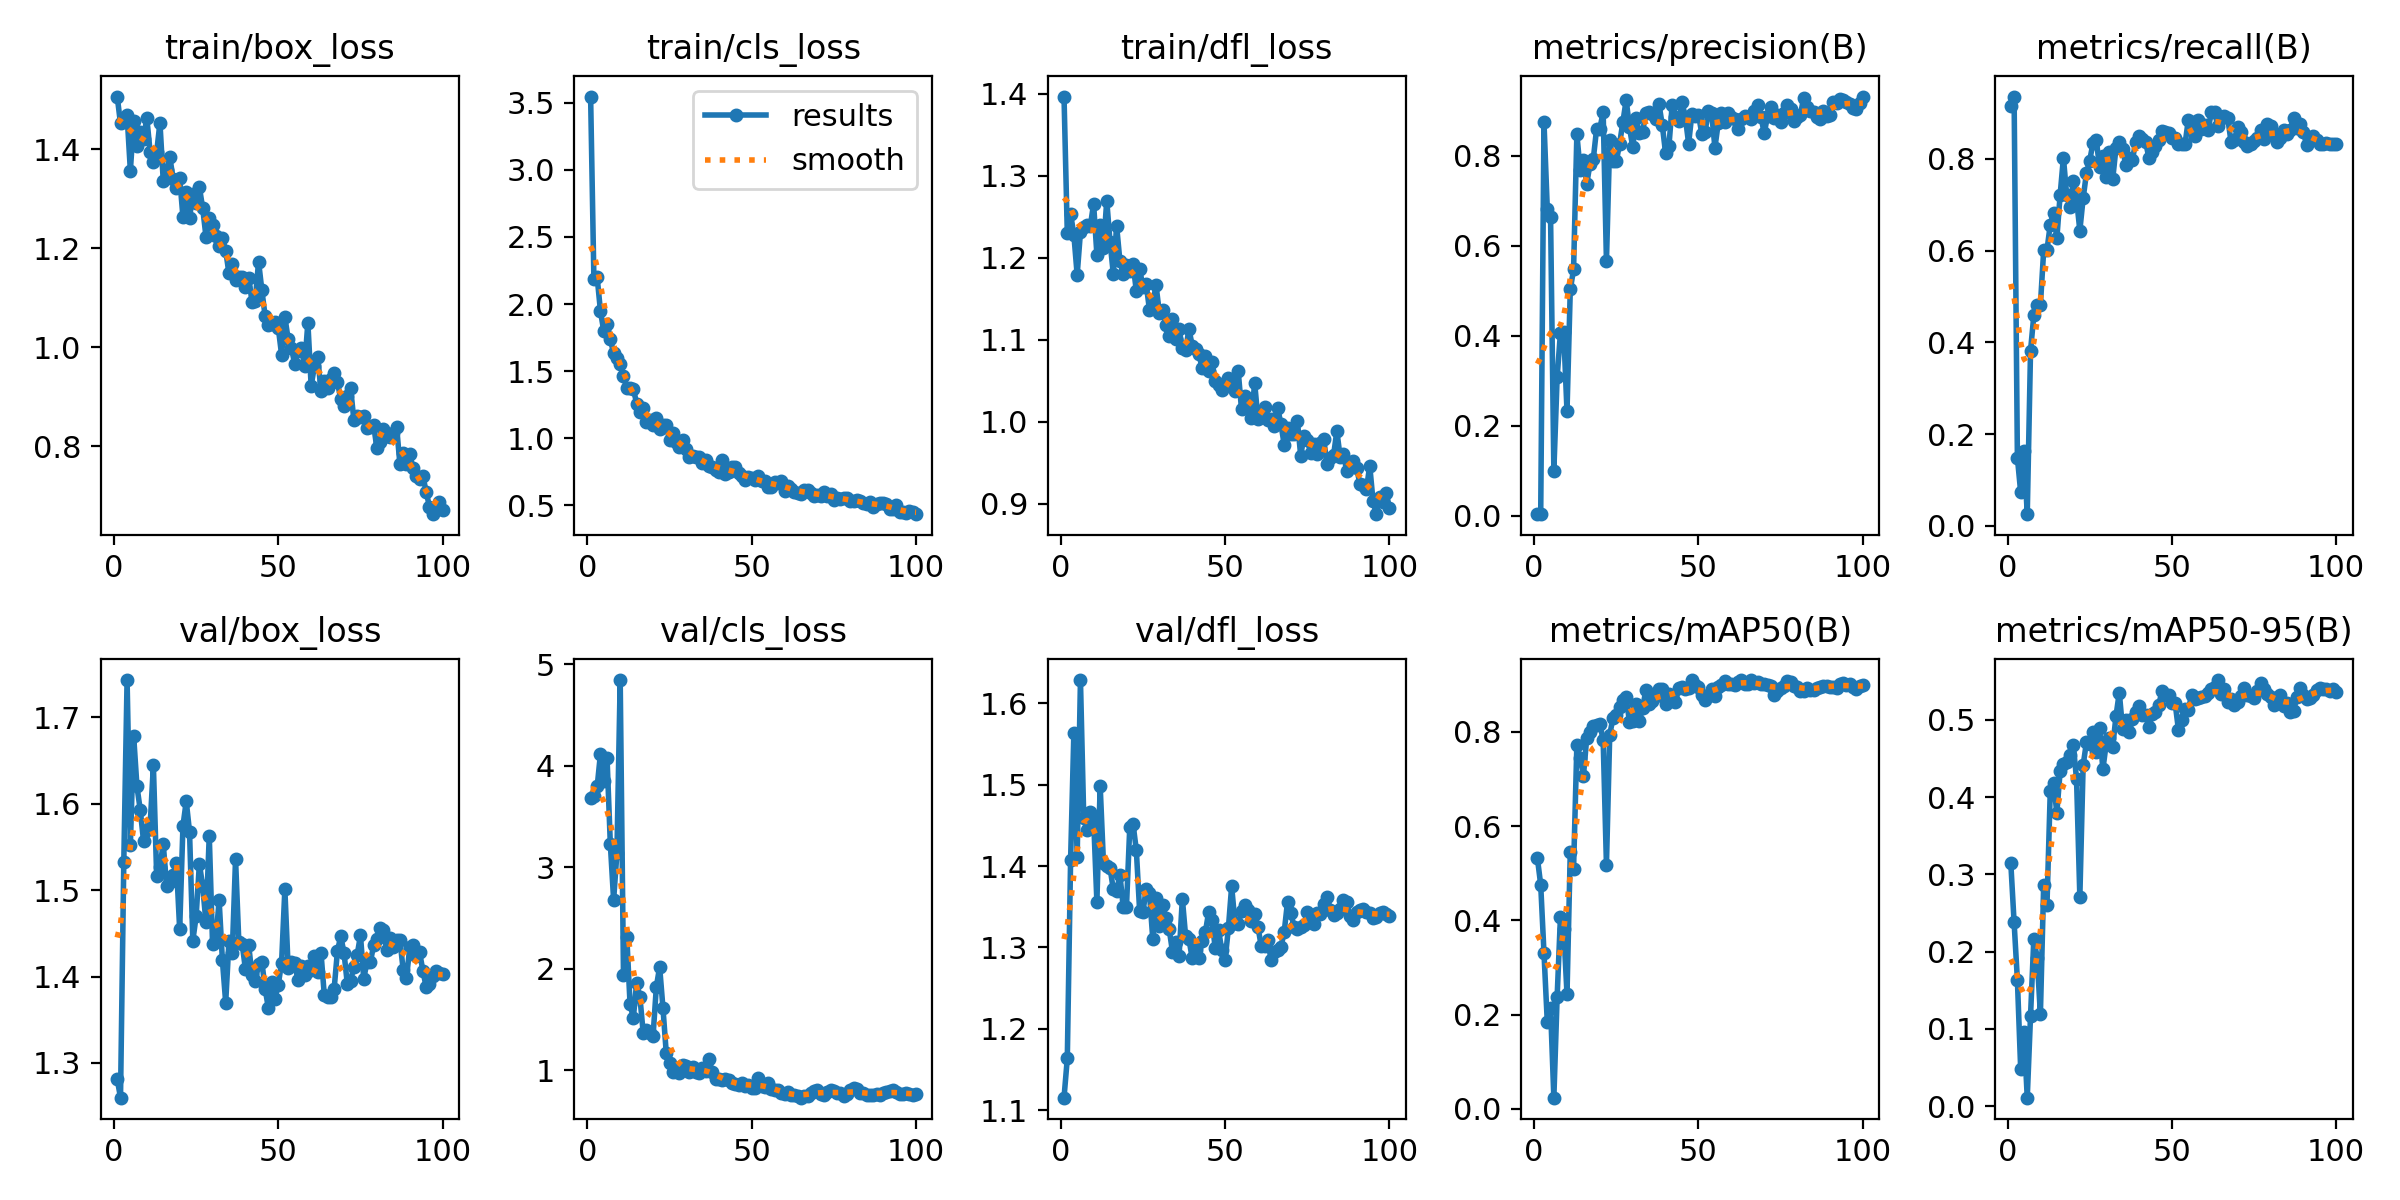 train/box_loss
train/cls_loss
train/dfl_loss
metrics/precision(B)
metrics/recall(B)
1.4
1.2
1.0
0.8
0 50 100
3.5
3.0
2.5
2.0
1.5
1.0
0.5
0 50 100
results
smooth
1.4
1.3
1.2
1.1
1.0
0.9
0 50 100
0.8
0.6
0.4
0.2
0.0
0 50 100
0.8
0.6
0.4
0.2
0.0
0 50 100
val/box_loss
val/cls_loss
val/dfl_loss
metrics/mAP50(B)
metrics/mAP50-95(B)
1.7
1.6
1.5
1.4
1.3
0 50 100
5
4
3
2
1
0 50 100
1.6
1.5
1.4
1.3
1.2
1.1
0 50 100
0.8
0.6
0.4
0.2
0.0
0 50 100
0.5
0.4
0.3
0.2
0.1
0.0
0 50 100